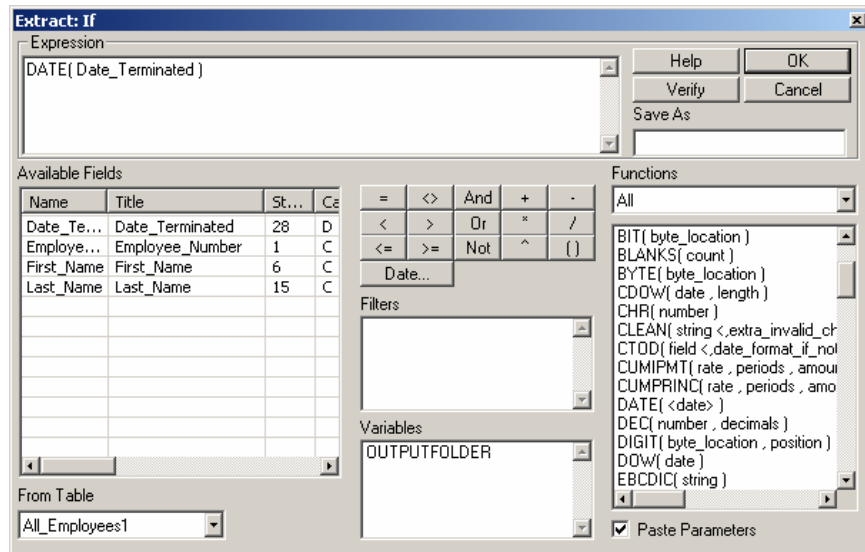 Extract: If
Expression
DATE( Date_Terminated )
Help OK
Verify Cancel
Save As
Available Fields
Name Title St... Ca
Date_Te... Date_Terminated 28 D
Employe... Employee_Number 1 C
First_Name First_Name 6 C
Last_Name Last_Name 15 C
From Table
All_Employees1
= <> And + -
< > Or * /
<= >= Not ^ ( )
Date...
Filters
Variables
OUTPUTFOLDER
Functions
All
BIT( byte_location )
BLANKS( count )
BYTE( byte_location )
CDOW( date , length )
CHR( number )
CLEAN( string <,extra_invalid_ch
CTOD( field <,date_format_if_not
CUMIPMT( rate , periods , amour
CUMPRINC( rate , periods , amo
DATE( <date> )
DEC( number , decimals )
DIGIT( byte_location , position )
DOW( date )
EBCDIC( string )
Paste Parameters